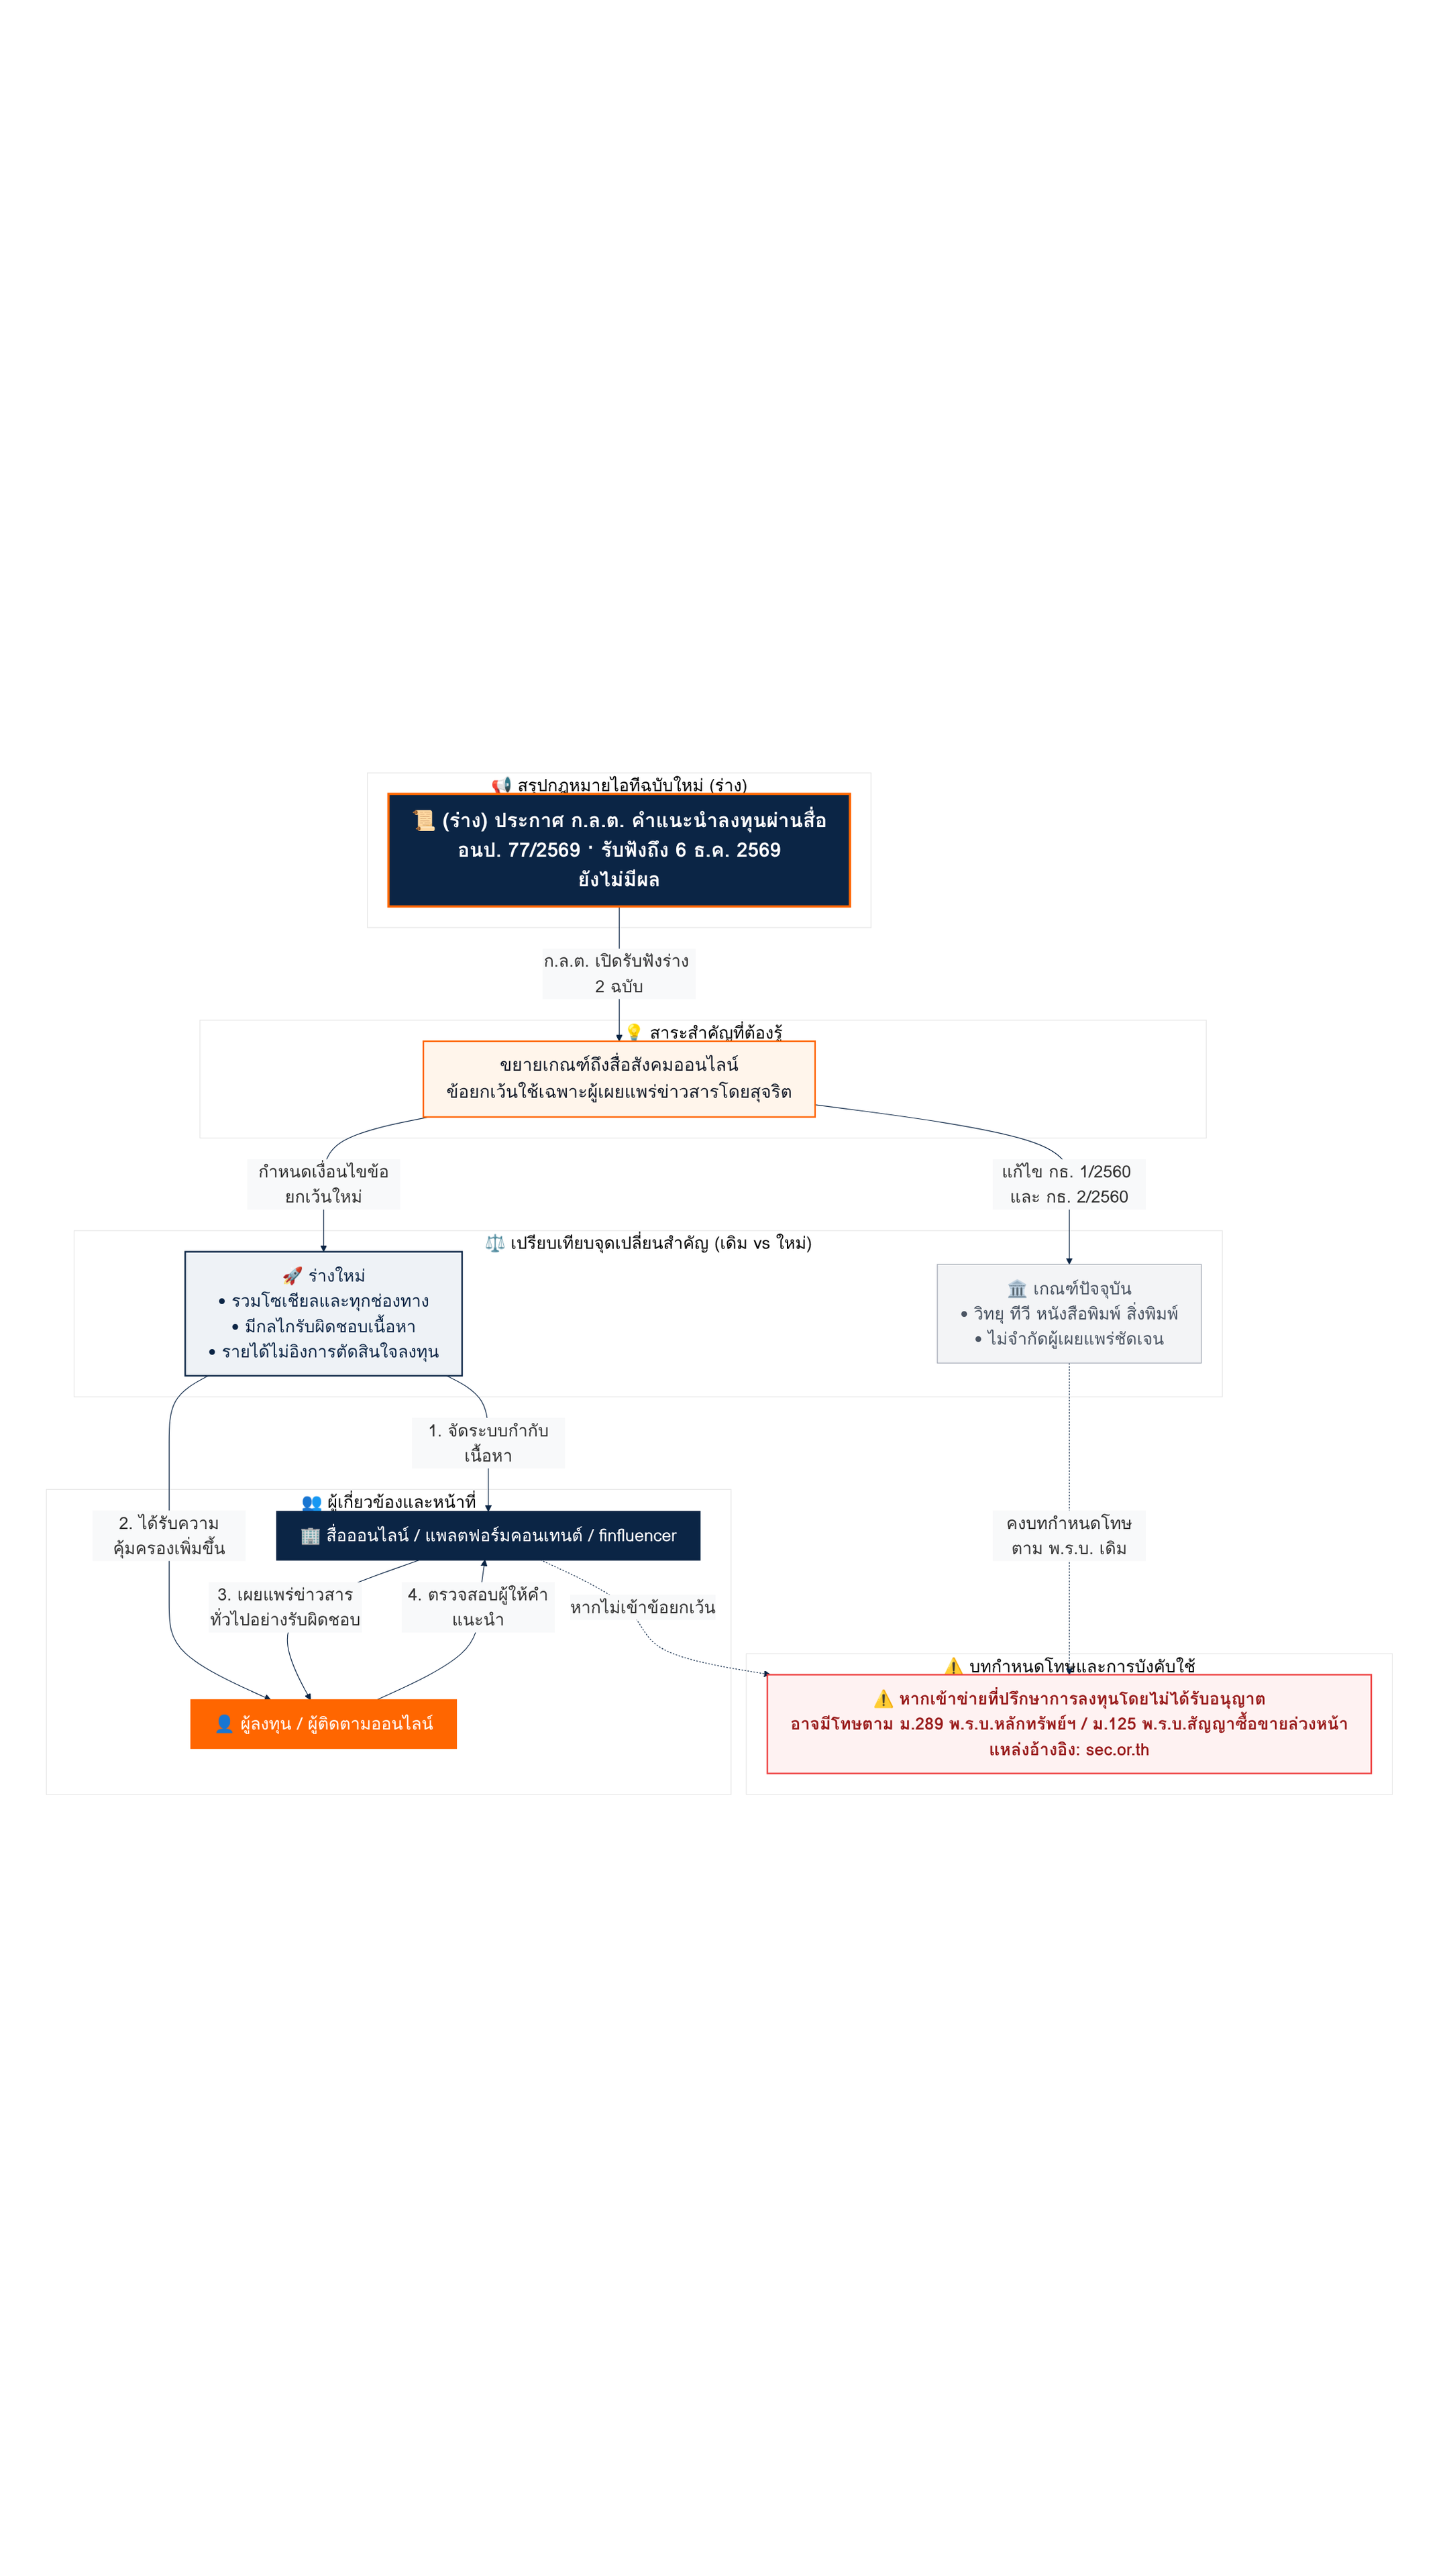 📢 สรุปกฎหมายไอทีฉบับใหม่ (ร่าง)
📜 (ร่าง) ประกาศ ก.ล.ต. คำแนะนำลงทุนผ่านสื่อ
อนป. 77/2569 · รับฟังถึง 6 ธ.ค. 2569
ยังไม่มีผล
ก.ล.ต. เปิดรับฟังร่าง
2 ฉบับ
💡 สาระสำคัญที่ต้องรู้
ขยายเกณฑ์ถึงสื่อสังคมออนไลน์
ข้อยกเว้นใช้เฉพาะผู้เผยแพร่ข่าวสารโดยสุจริต
กำหนดเงื่อนไขข้อ
ยกเว้นใหม่
แก้ไข กธ. 1/2560
และ กธ. 2/2560
⚖️ เปรียบเทียบจุดเปลี่ยนสำคัญ (เดิม vs ใหม่)
🚀 ร่างใหม่
• รวมโซเชียลและทุกช่องทาง
• มีกลไกรับผิดชอบเนื้อหา
• รายได้ไม่อิงการตัดสินใจลงทุน
🏛️ เกณฑ์ปัจจุบัน
• วิทยุ ทีวี หนังสือพิมพ์ สิ่งพิมพ์
• ไม่จำกัดผู้เผยแพร่ชัดเจน
1. จัดระบบกำกับ
เนื้อหา
👥 ผู้เกี่ยวข้องและหน้าที่
🏢 สื่อออนไลน์ / แพลตฟอร์มคอนเทนต์ / finfluencer
2. ได้รับความ
คุ้มครองเพิ่มขึ้น
คงบทกำหนดโทษ
ตาม พ.ร.บ. เดิม
3. เผยแพร่ข่าวสาร
ทั่วไปอย่างรับผิดชอบ
4. ตรวจสอบผู้ให้คำ
แนะนำ
หากไม่เข้าข้อยกเว้น
👤 ผู้ลงทุน / ผู้ติดตามออนไลน์
⚠️ บทกำหนดโทษและการบังคับใช้
⚠️ หากเข้าข่ายที่ปรึกษาการลงทุนโดยไม่ได้รับอนุญาต
อาจมีโทษตาม ม.289 พ.ร.บ.หลักทรัพย์ฯ / ม.125 พ.ร.บ.สัญญาซื้อขายล่วงหน้า
แหล่งอ้างอิง: sec.or.th